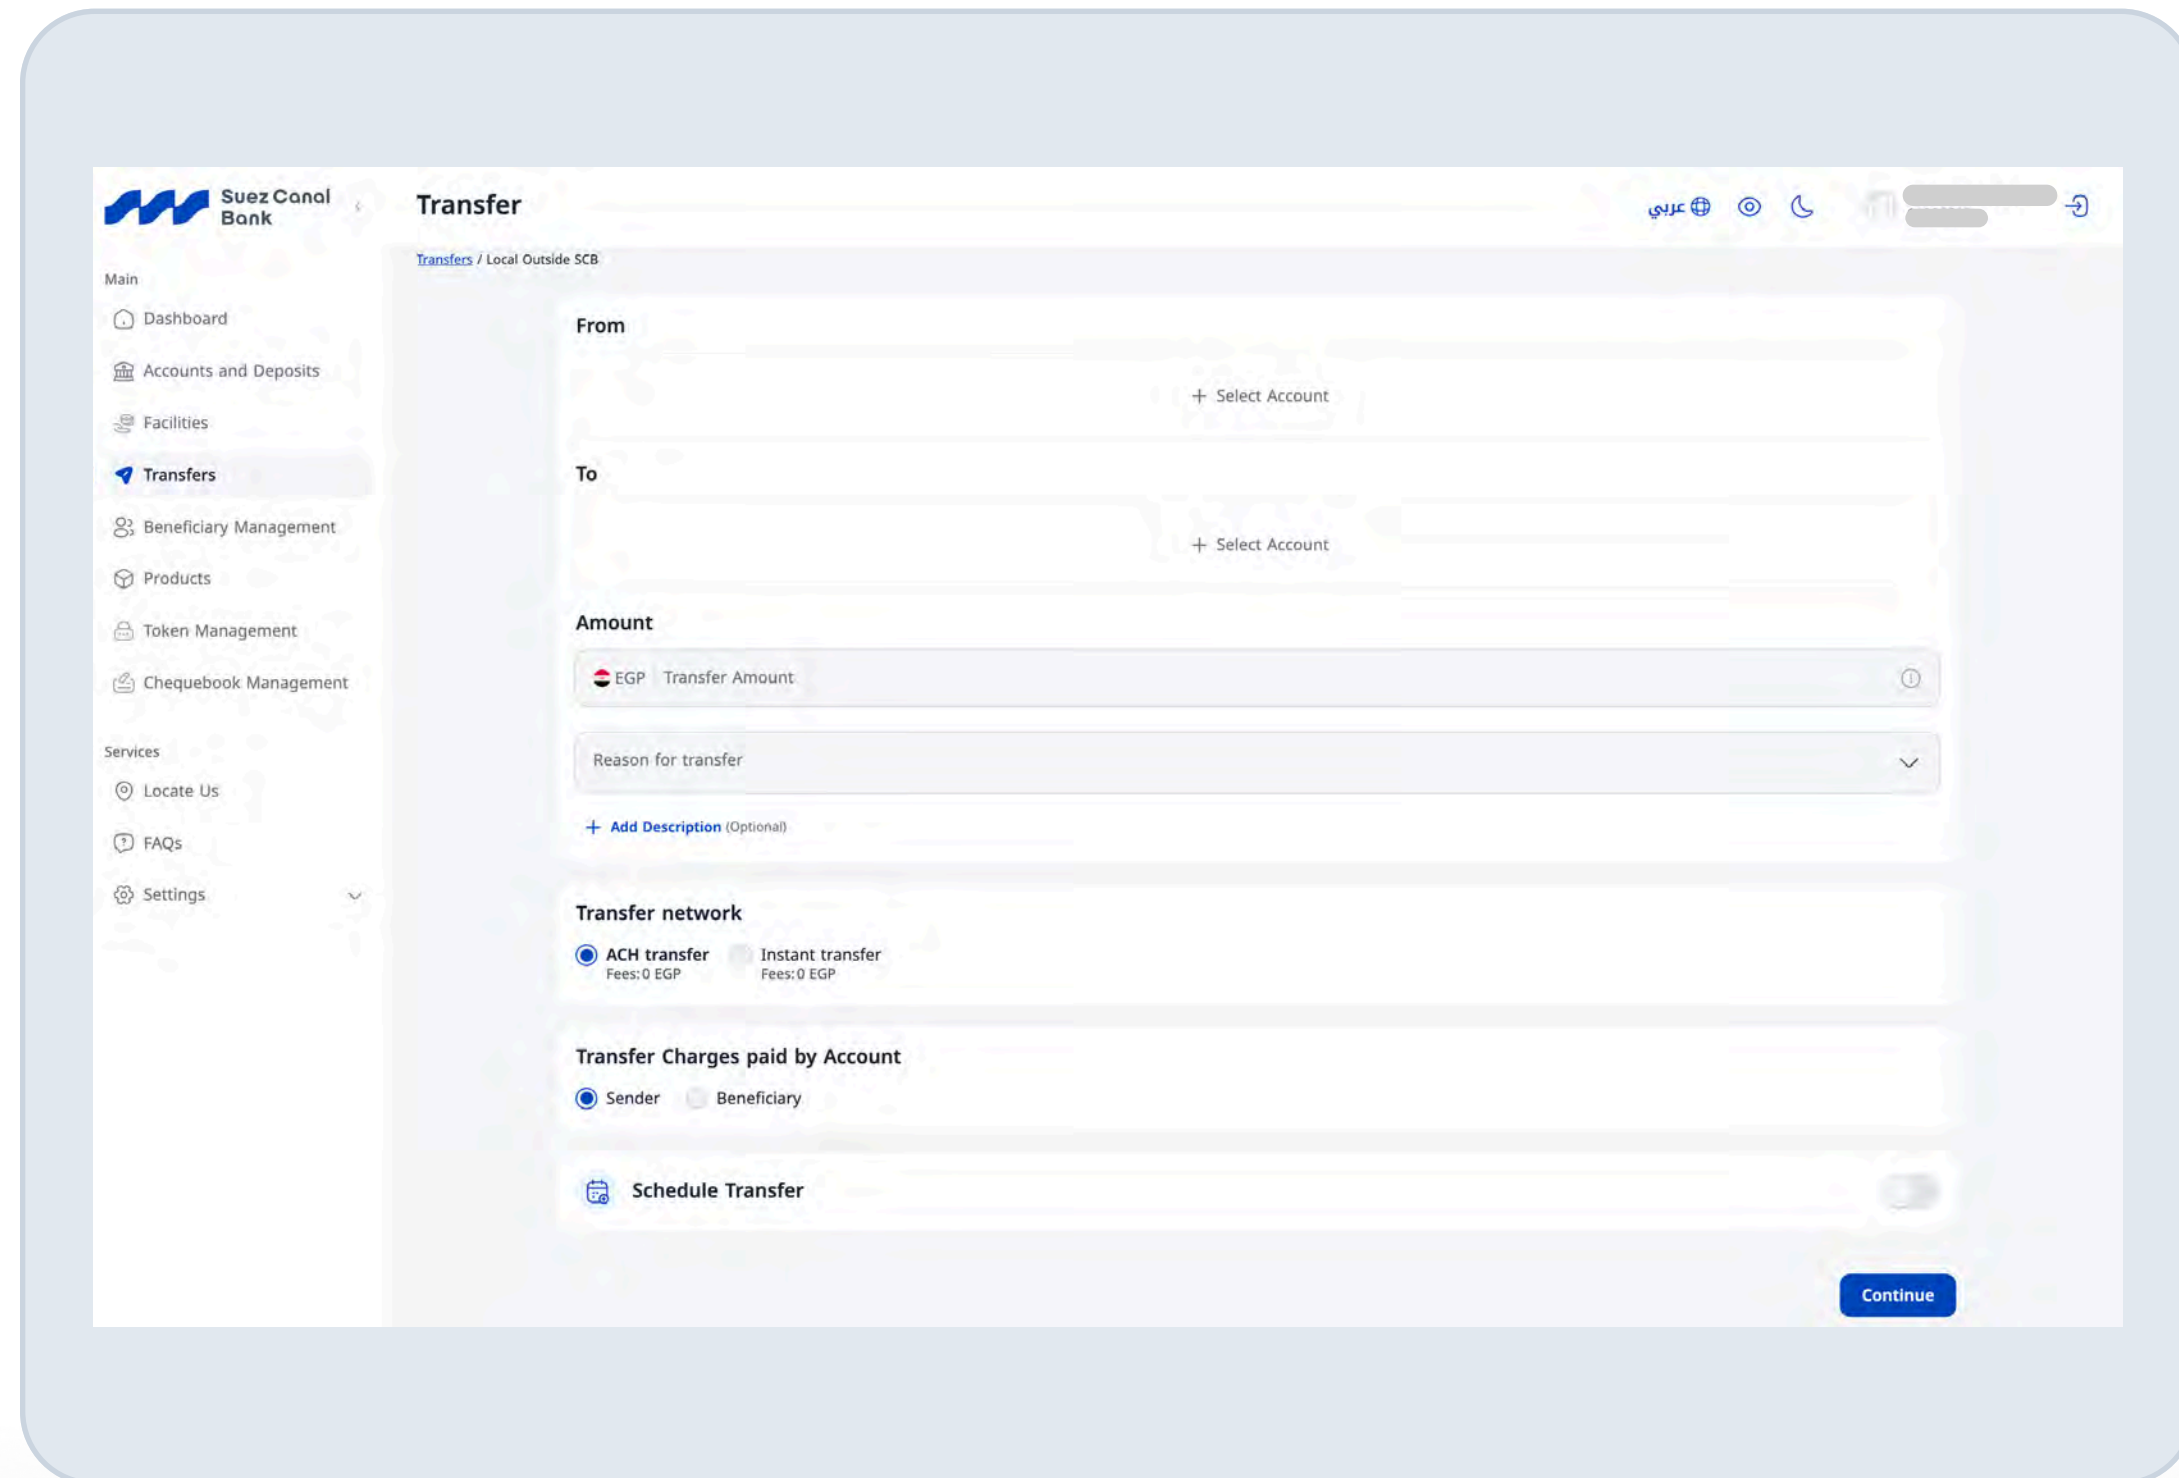 Suez Canal
Bank
Transfer
عربي
Transfers / Local Outside SCB
Main
Dashboard
Accounts and Deposits
Facilities
Transfers
Beneficiary Management
Products
Token Management
Chequebook Management
Services
Locate Us
FAQs
Settings
From
+ Select Account
To
+ Select Account
Amount
EGP Transfer Amount
Reason for transfer
+ Add Description (Optional)
Transfer network
ACH transfer
Fees: 0 EGP
Instant transfer
Fees: 0 EGP
Transfer Charges paid by Account
Sender
Beneficiary
Schedule Transfer
Continue